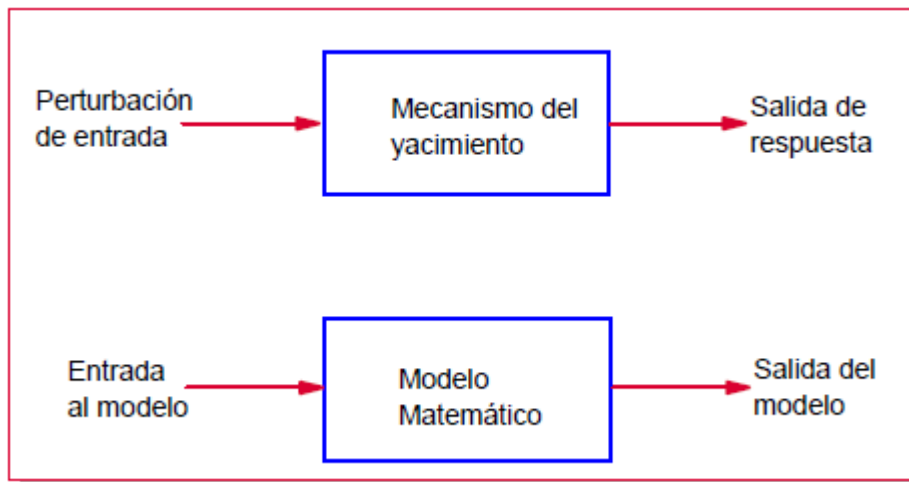 Perturbación
de entrada
Mecanismo del
yacimiento
Salida de
respuesta
Entrada
al modelo
Modelo
Matemático
Salida del
modelo